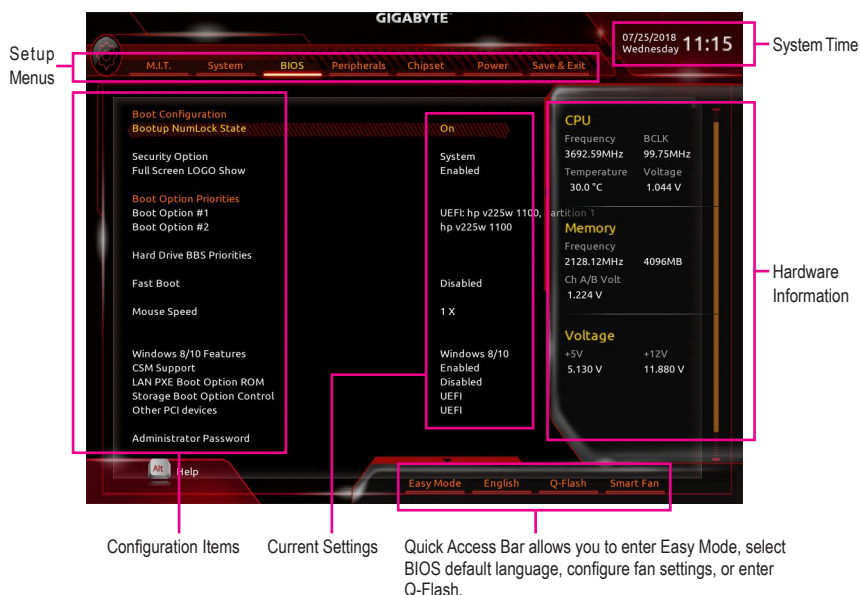 GIGABYTE™
07/25/2018 Wednesday 11:15
System Time
Setup Menus
M.I.T. System BIOS Peripherals Chipset Power Save & Exit
Boot Configuration
Bootup NumLock State On
Security Option System
Full Screen LOGO Show Enabled
Boot Option Priorities
Boot Option #1 UEFI: hp v225w 1100, Partition 1
Boot Option #2 hp v225w 1100
Hard Drive BBS Priorities
Fast Boot Disabled
Mouse Speed 1 X
Windows 8/10 Features Windows 8/10
CSM Support Enabled
LAN PXE Boot Option ROM Disabled
Storage Boot Option Control UEFI
Other PCI devices UEFI
Administrator Password
CPU
Frequency BCLK
3692.59MHz 99.75MHz
Temperature Voltage
30.0 °C 1.044 V
Memory
Frequency
2128.12MHz 4096MB
Ch A/B Volt
1.224 V
Voltage
+5V +12V
5.130 V 11.880 V
Hardware
Information
Alt Help
Easy Mode English Q-Flash Smart Fan
Configuration Items
Current Settings
Quick Access Bar allows you to enter Easy Mode, select
BIOS default language, configure fan settings, or enter
Q-Flash.